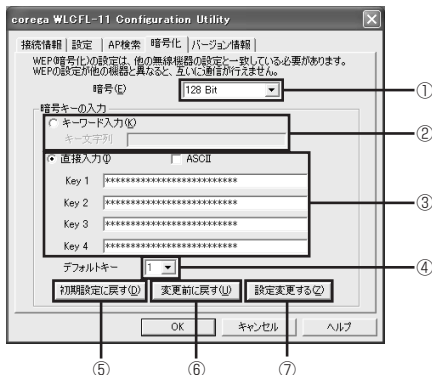 corega WLCFL-11 Configuration Utility
接続情報 設定 AP検索 暗号化 バージョン情報
WEP(暗号化)の設定は、他の無線機器の設定と一致している必要があります。
WEPの設定が他の機器と異なると、互いに通信が行えません。
暗号(E) 128 Bit ①
暗号キーの入力
キーワード入力(K) ②
キー文字列
直接入力(I) ASCII
Key 1 **************************
Key 2 ************************** ③
Key 3 **************************
Key 4 **************************
デフォルトキー 1 ④
初期設定に戻す(D) 変更前に戻す(U) 設定変更する(Z)
OK キャンセル ヘルプ
⑤ ⑥ ⑦